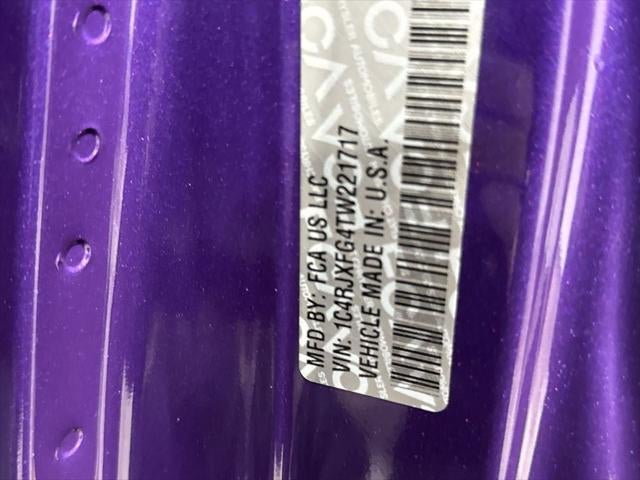 MFD BY: FCA US LLC
VIN: 1C4RJXFG4TW221717
VEHICLE MADE IN: U.S.A.